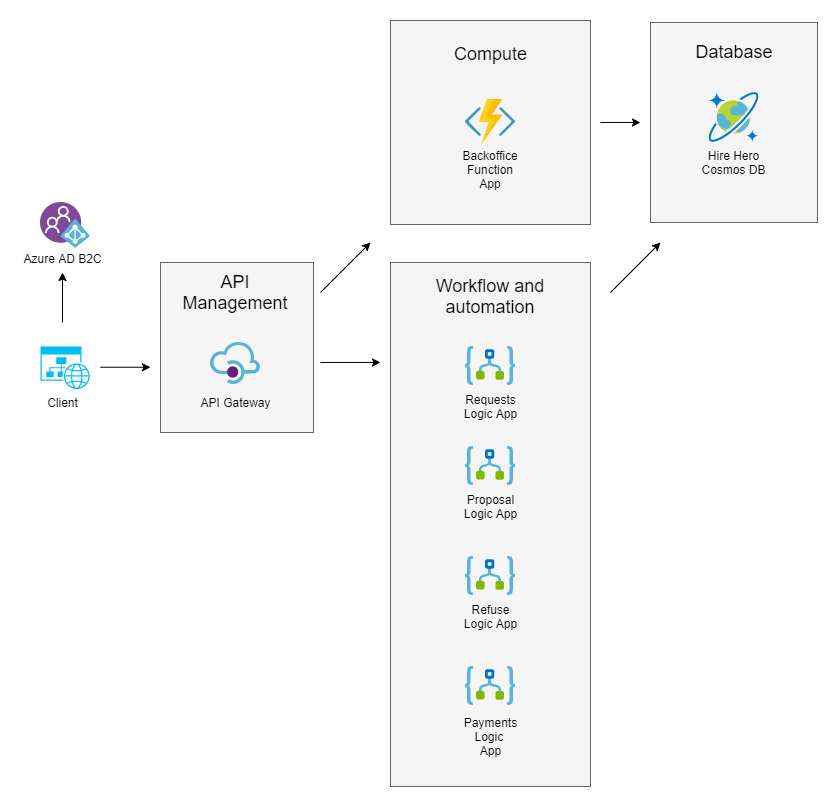 Compute
Backoffice
Function
App
Database
Hire Hero
Cosmos DB
Azure AD B2C
Client
API
Management
API Gateway
Workflow and
automation
Requests
Logic App
Proposal
Logic App
Refuse
Logic App
Payments
Logic
App